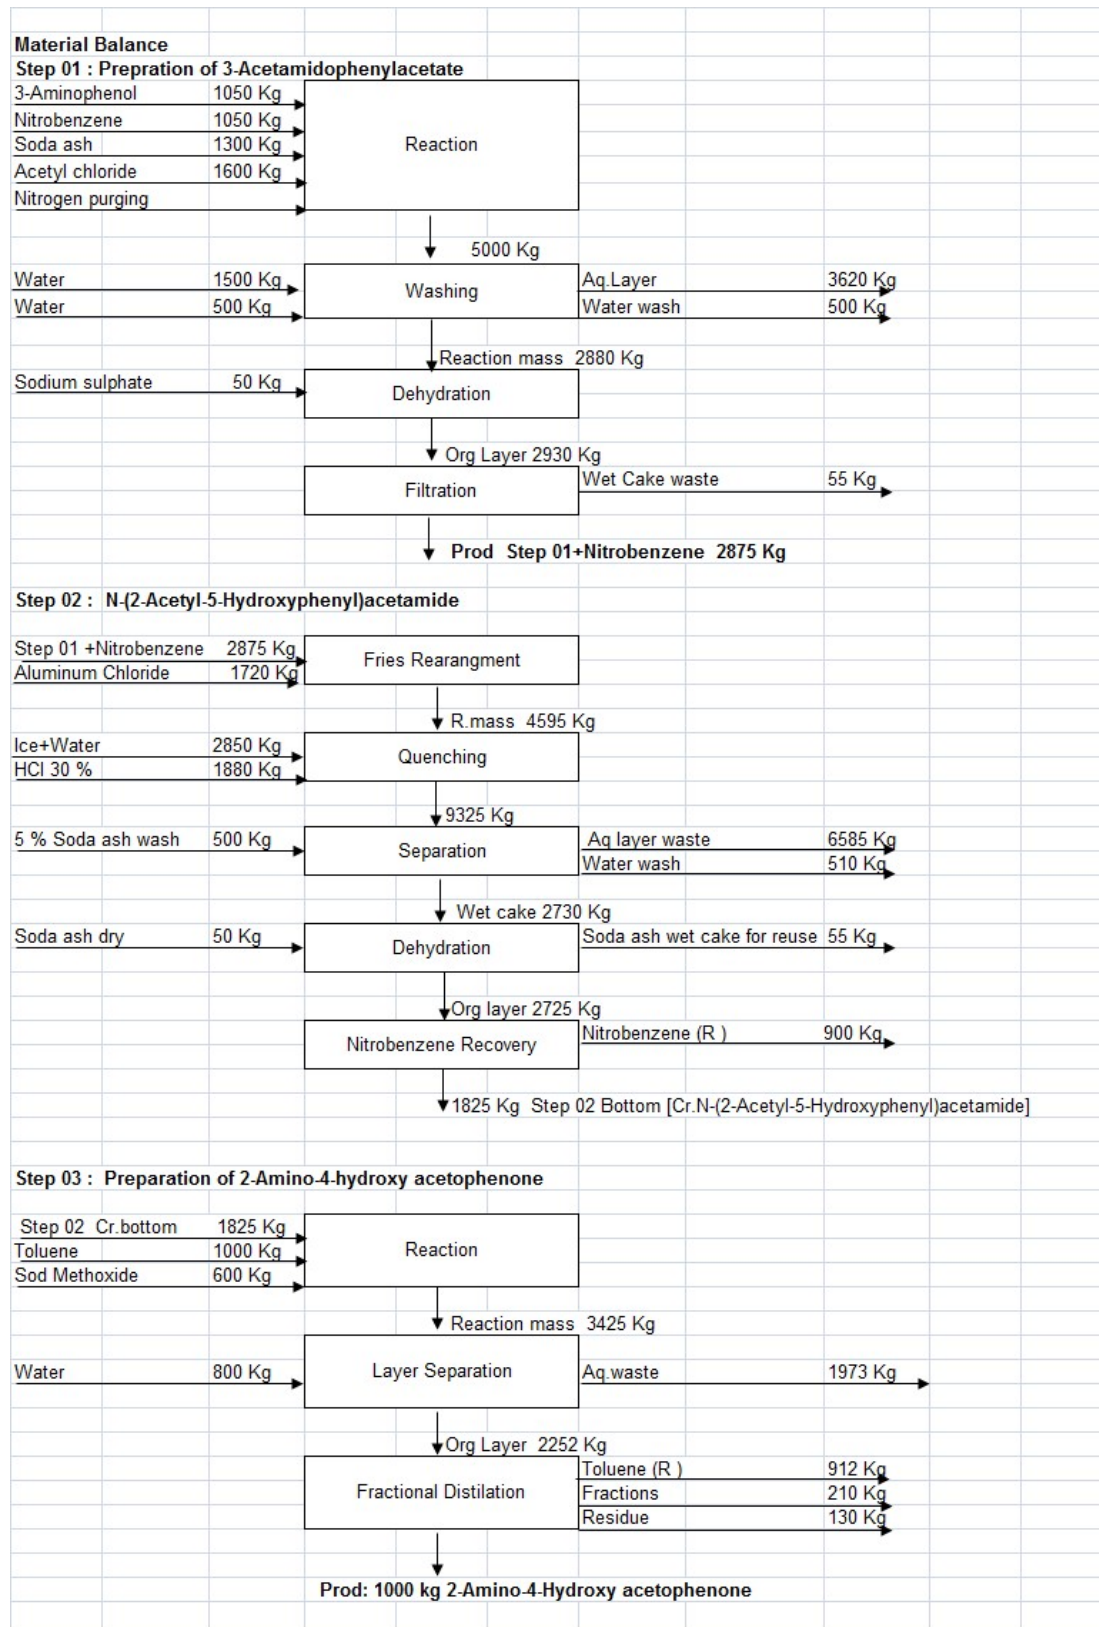 Material Balance
Step 01 : Prepration of 3-Acetamidophenylacetate
3-Aminophenol 1050 Kg
Nitrobenzene 1050 Kg
Soda ash 1300 Kg
Reaction
Acetyl chloride 1600 Kg
Nitrogen purging
5000 Kg
Water 1500 Kg
Aq.Layer 3620 Kg
Washing
Water 500 Kg
Water wash 500 Kg
Reaction mass 2880 Kg
Sodium sulphate 50 Kg
Dehydration
Org Layer 2930 Kg
Wet Cake waste 55 Kg
Filtration
Prod Step 01+Nitrobenzene 2875 Kg
Step 02 : N-(2-Acetyl-5-Hydroxyphenyl)acetamide
Step 01 +Nitrobenzene 2875 Kg
Fries Rearangment
Aluminum Chloride 1720 Kg
R.mass 4595 Kg
Ice+Water 2850 Kg
Quenching
HCl 30 % 1880 Kg
9325 Kg
5 % Soda ash wash 500 Kg
Aq layer waste 6585 Kg
Separation
Water wash 510 Kg
Wet cake 2730 Kg
Soda ash dry 50 Kg
Soda ash wet cake for reuse 55 Kg
Dehydration
Org layer 2725 Kg
Nitrobenzene (R ) 900 Kg
Nitrobenzene Recovery
1825 Kg Step 02 Bottom [Cr.N-(2-Acetyl-5-Hydroxyphenyl)acetamide]
Step 03 : Preparation of 2-Amino-4-hydroxy acetophenone
Step 02 Cr.bottom 1825 Kg
Toluene 1000 Kg
Reaction
Sod Methoxide 600 Kg
Reaction mass 3425 Kg
Water 800 Kg
Layer Separation
Aq.waste 1973 Kg
Org Layer 2252 Kg
Toluene (R ) 912 Kg
Fractional Distilation
Fractions 210 Kg
Residue 130 Kg
Prod: 1000 kg 2-Amino-4-Hydroxy acetophenone